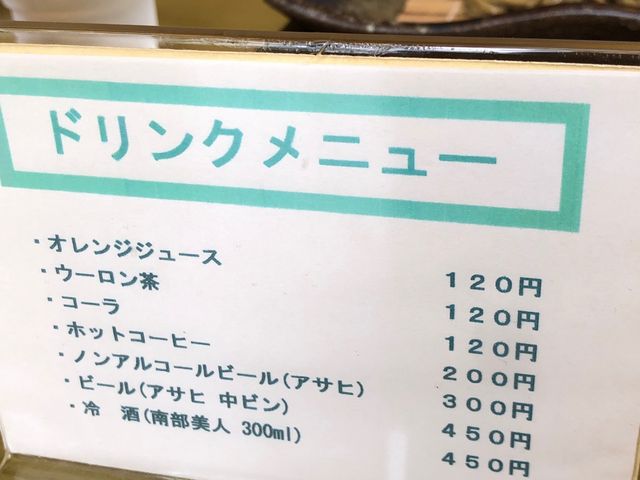 ドリンクメニュー
・オレンジジュース 120円
・ウーロン茶 120円
・コーラ 120円
・ホットコーヒー 200円
・ノンアルコールビール(アサヒ) 300円
・ビール(アサヒ 中ビン) 450円
・冷 酒(南部美人 300ml) 450円